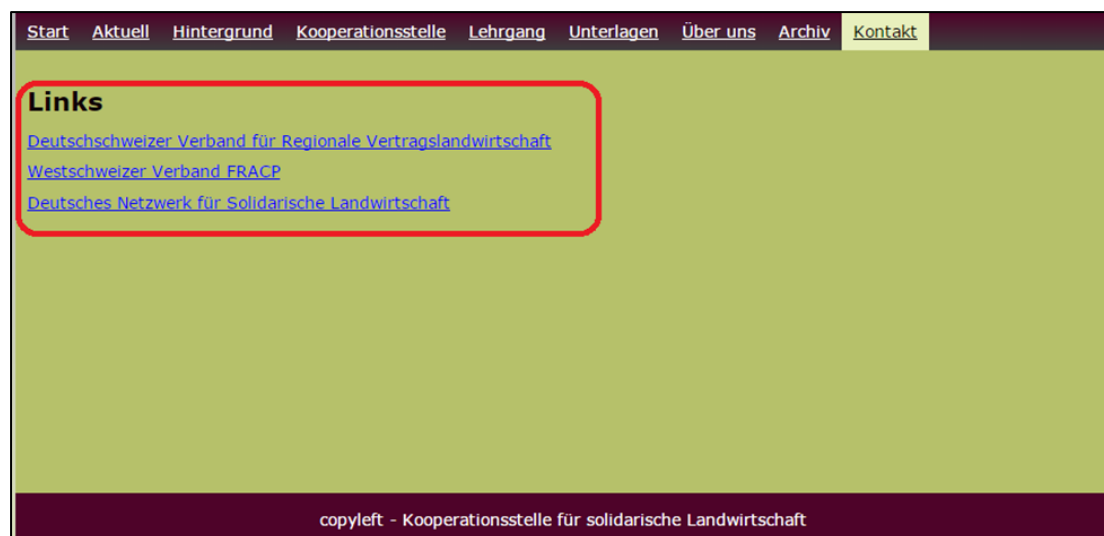 Start Aktuell Hintergrund Kooperationsstelle Lehrgang Unterlagen Über uns Archiv Kontakt
Links
Deutschschweizer Verband für Regionale Vertragslandwirtschaft
Westschweizer Verband FRACP
Deutsches Netzwerk für Solidarische Landwirtschaft
copyleft - Kooperationsstelle für solidarische Landwirtschaft